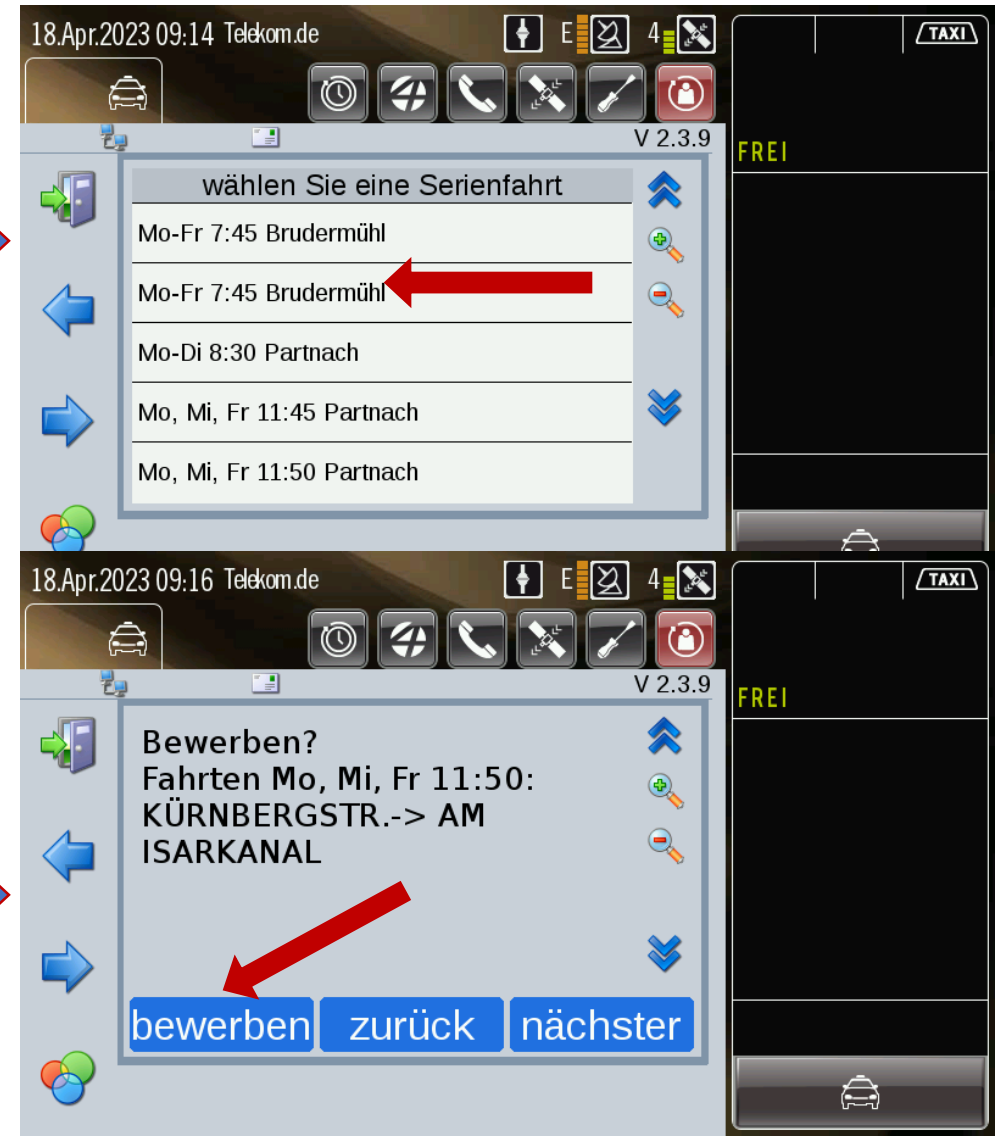 18.Apr.2023 09:14 Telekom.de E 4 TAXI
V 2.3.9
FREI
wählen Sie eine Serienfahrt
Mo-Fr 7:45 Brudermühl
Mo-Fr 7:45 Brudermühl
Mo-Di 8:30 Partnach
Mo, Mi, Fr 11:45 Partnach
Mo, Mi, Fr 11:50 Partnach
18.Apr.2023 09:16 Telekom.de E 4 TAXI
V 2.3.9
FREI
Bewerben?
Fahrten Mo, Mi, Fr 11:50:
KÜRNBERGSTR.-> AM
ISARKANAL
bewerben zurück nächster